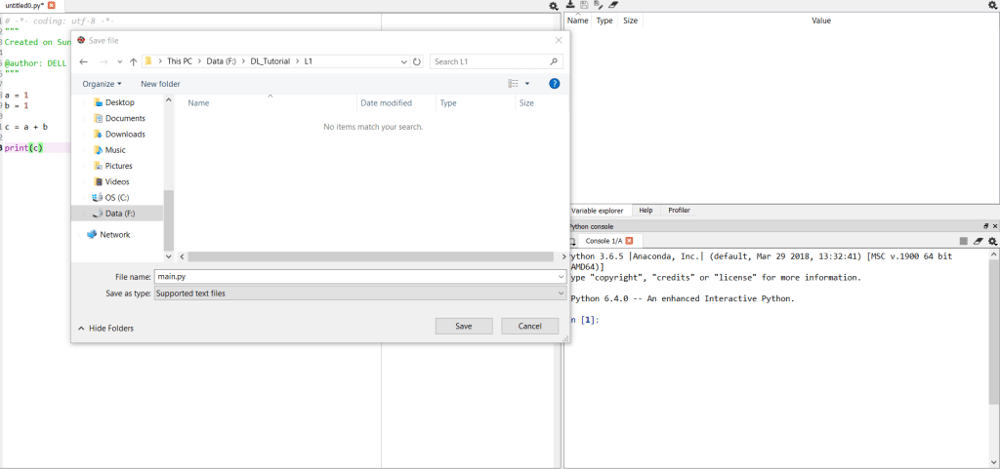 untitled0.py*
1 # -*- coding: utf-8 -*-
"""
Created on Sun
@author: DELL
"""
a = 1
b = 1
c = a + b
print(c)
Save file
This PC > Data (F:) > DL_Tutorial > L1
Search L1
Organize
New folder
?
Desktop
Documents
Downloads
Music
Pictures
Videos
OS (C:)
Data (F:)
Network
Name Date modified Type Size
No items match your search.
File name: main.py
Save as type: Supported text files
Hide Folders
Save
Cancel
Name Type Size Value
Variable explorer Help Profiler
ython console
Console 1/A
ython 3.6.5 |Anaconda, Inc.| (default, Mar 29 2018, 13:32:41) [MSC v.1900 64 bit
AMD64)]
ype "copyright", "credits" or "license" for more information.
Python 6.4.0 -- An enhanced Interactive Python.
n [1]: